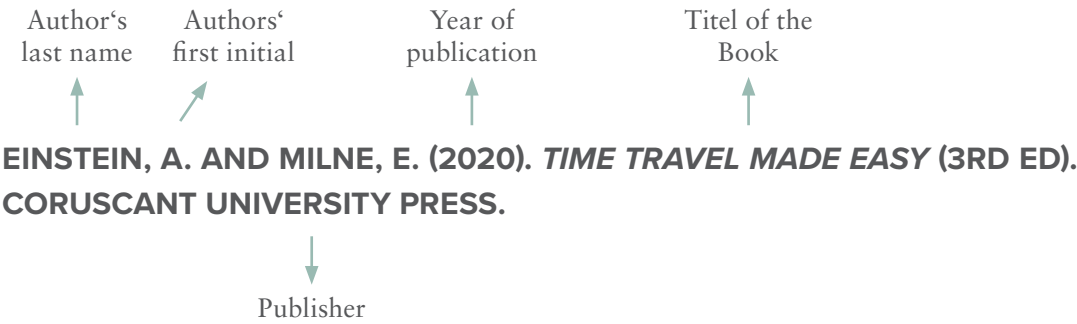 Author‘s
last name
Authors‘
first initial
Year of
publication
Titel of the
Book
EINSTEIN, A. AND MILNE, E. (2020). TIME TRAVEL MADE EASY (3RD ED).
CORUSCANT UNIVERSITY PRESS.
Publisher